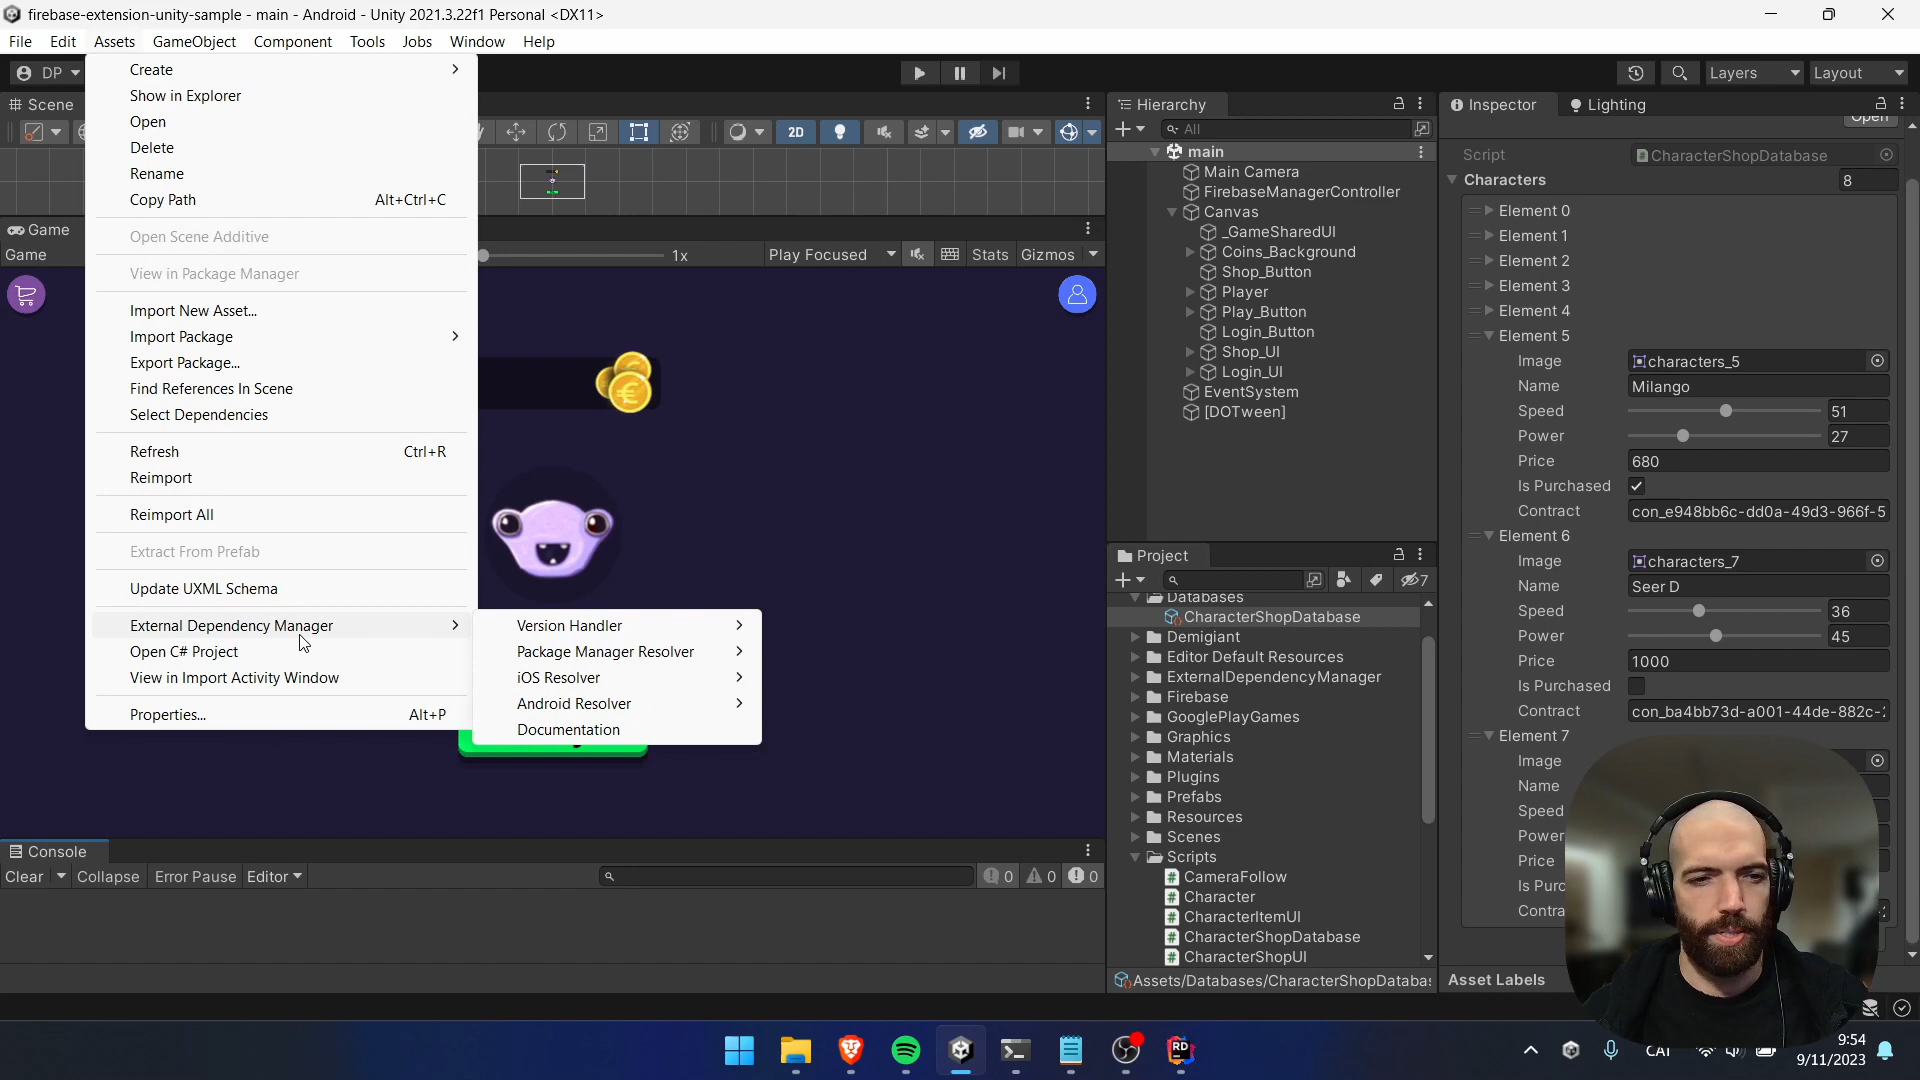 firebase-extension-unity-sample - main - Android - Unity 2021.3.22f1 Personal <DX11>
File Edit Assets GameObject Component Tools Jobs Window Help
DP
Layers Layout
Create
Show in Explorer
Open
Delete
Rename
Copy Path Alt+Ctrl+C
Open Scene Additive
View in Package Manager
Import New Asset...
Import Package
Export Package...
Find References In Scene
Select Dependencies
Refresh Ctrl+R
Reimport
Reimport All
Extract From Prefab
Update UXML Schema
External Dependency Manager
Open C# Project
View in Import Activity Window
Properties... Alt+P
Version Handler
Package Manager Resolver
iOS Resolver
Android Resolver
Documentation
Scene
2D
Game
Game 1x Play Focused Stats Gizmos
Console
Clear Collapse Error Pause Editor 0 0 0
Hierarchy
All
main
Main Camera
FirebaseManagerController
Canvas
_GameSharedUI
Coins_Background
Shop_Button
Player
Play_Button
Login_Button
Shop_UI
Login_UI
EventSystem
[DOTween]
Project
7
Databases
CharacterShopDatabase
Demigiant
Editor Default Resources
ExternalDependencyManager
Firebase
GooglePlayGames
Graphics
Materials
Plugins
Prefabs
Resources
Scenes
Scripts
CameraFollow
Character
CharacterItemUI
CharacterShopDatabase
CharacterShopUI
Assets/Databases/CharacterShopDatabas
Inspector Lighting
Open
Script CharacterShopDatabase
Characters 8
Element 0
Element 1
Element 2
Element 3
Element 4
Element 5
Image characters_5
Name Milango
Speed 51
Power 27
Price 680
Is Purchased
Contract con_e948bb6c-dd0a-49d3-966f-5
Element 6
Image characters_7
Name Seer D
Speed 36
Power 45
Price 1000
Is Purchased
Contract con_ba4bb73d-a001-44de-882c-
Element 7
Image
Name
Speed
Power
Price
Is Purc
Contra
Asset Labels
RD
CAT
9:54
9/11/2023